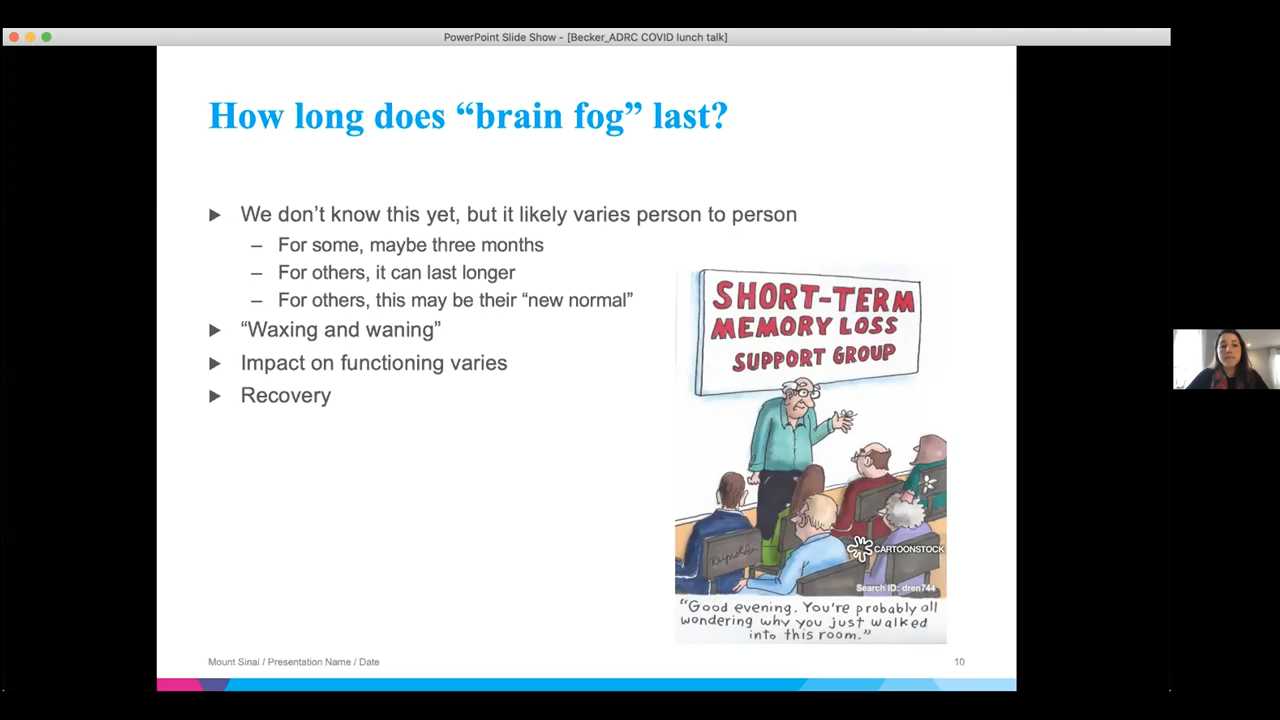 PowerPoint Slide Show - [Becker_ADRC COVID lunch talk]
How long does “brain fog” last?
We don’t know this yet, but it likely varies person to person
– For some, maybe three months
– For others, it can last longer
– For others, this may be their “new normal”
“Waxing and waning”
Impact on functioning varies
Recovery
SHORT-TERM
MEMORY LOSS
SUPPORT GROUP
Reynolds
CARTOONSTOCK
Search ID: dren744
“Good evening. You’re probably all
wondering why you just walked
into this room.”
Mount Sinai / Presentation Name / Date
10